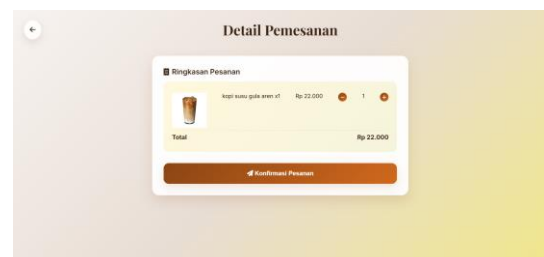 Detail Pemesanan
Ringkasan Pesanan
kopi susu gula aren x1 Rp 22.000 1
Total Rp 22.000
Konfirmasi Pesanan